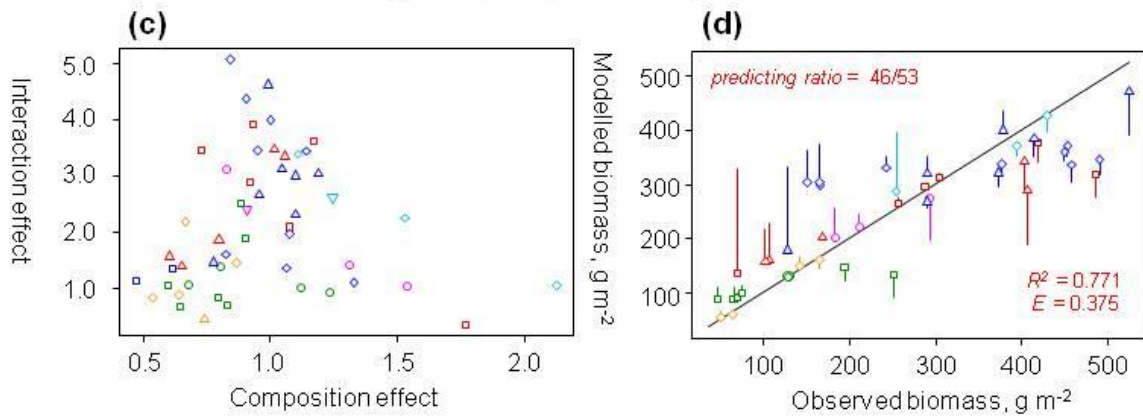 (c)
Interaction effect
5.0
4.0
3.0
2.0
1.0
0.5 1.0 1.5 2.0
Composition effect
(d)
Modelled biomass, g m-2
500
400
300
200
100
predicting ratio = 46/53
R² = 0.771
E = 0.375
100 200 300 400 500
Observed biomass, g m-2